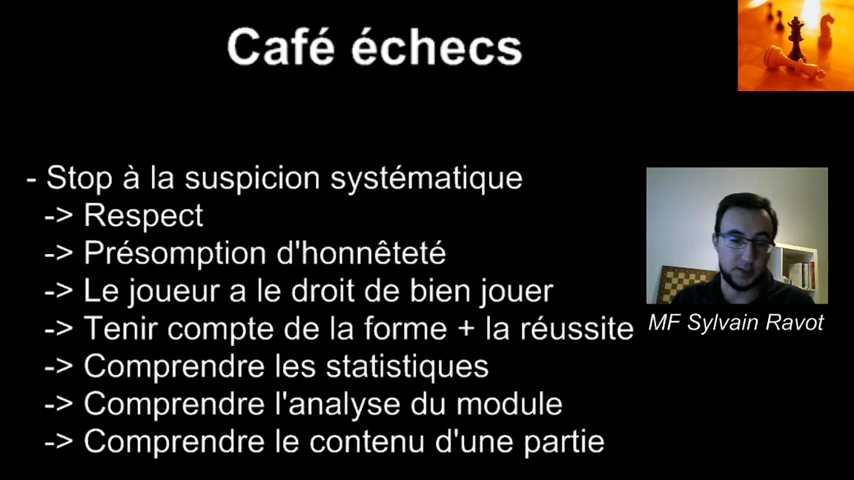 Café échecs
- Stop à la suspicion systématique
-> Respect
-> Présomption d'honnêteté
-> Le joueur a le droit de bien jouer
-> Tenir compte de la forme + la réussite
MF Sylvain Ravot
-> Comprendre les statistiques
-> Comprendre l'analyse du module
-> Comprendre le contenu d'une partie